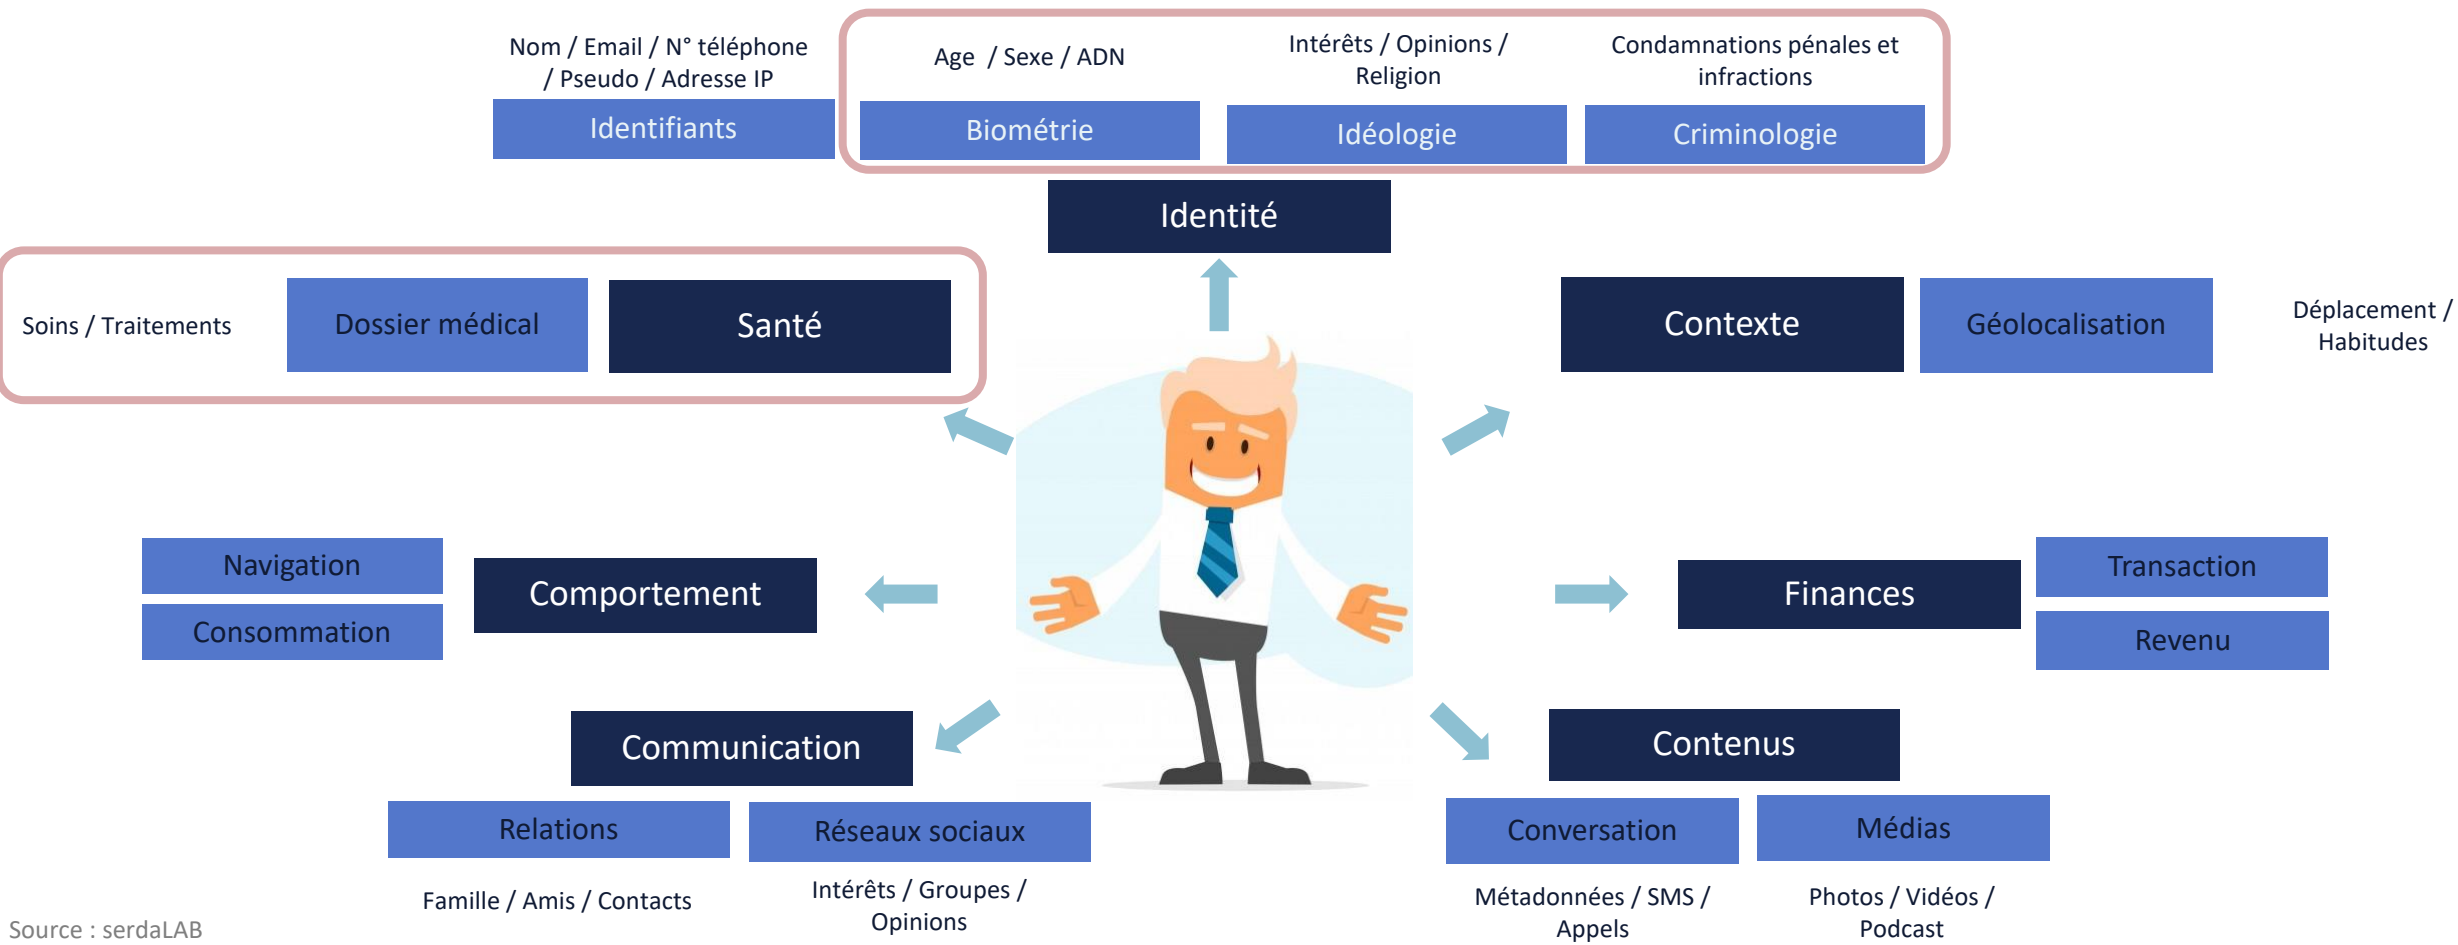 Nom / Email / N° téléphone
/ Pseudo / Adresse IP
Identifiants
Age / Sexe / ADN
Biométrie
Intérêts / Opinions /
Religion
Idéologie
Condamnations pénales et
infractions
Criminologie
Identité
Soins / Traitements
Dossier médical
Santé
Contexte
Géolocalisation
Déplacement /
Habitudes
Navigation
Consommation
Comportement
Finances
Transaction
Revenu
Communication
Relations
Famille / Amis / Contacts
Réseaux sociaux
Intérêts / Groupes /
Opinions
Contenus
Conversation
Métadonnées / SMS /
Appels
Médias
Photos / Vidéos /
Podcast
Source : serdaLAB